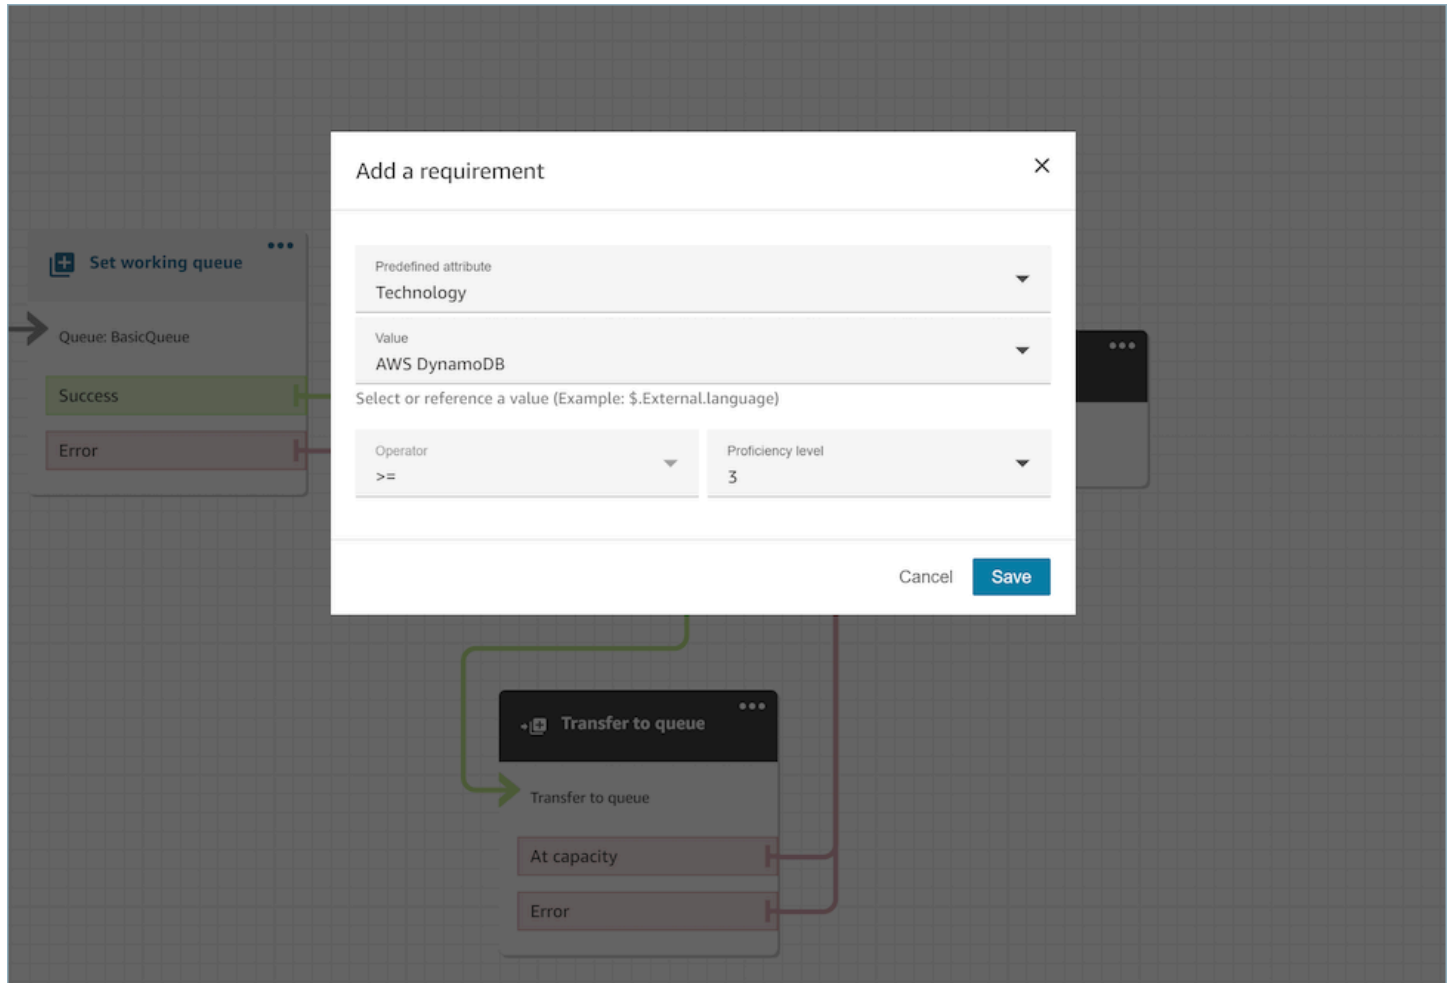 Add a requirement
Predefined attribute
Technology
Value
AWS DynamoDB
Select or reference a value (Example: $.External.language)
Operator
>=
Proficiency level
3
Cancel
Save
Set working queue
Queue: BasicQueue
Success
Error
Transfer to queue
Transfer to queue
At capacity
Error